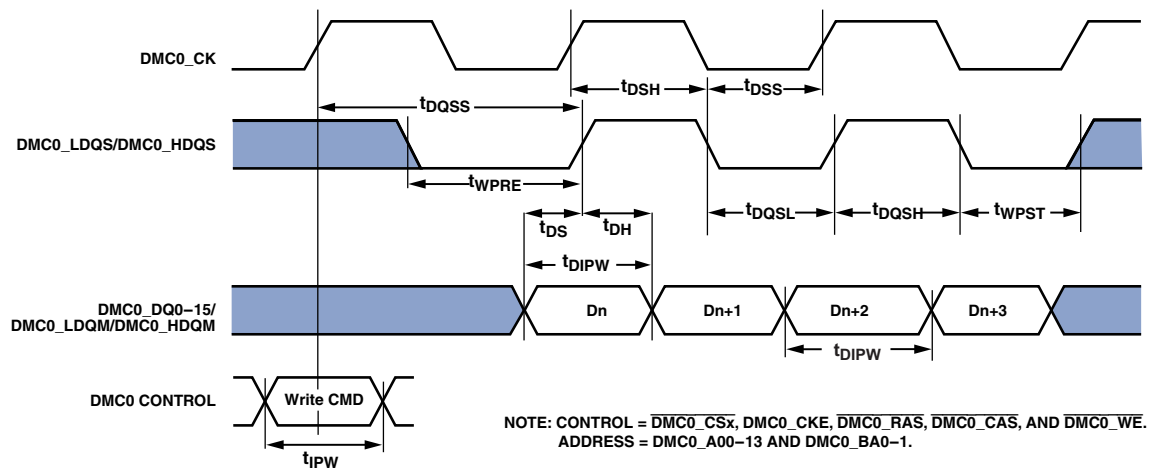 DMC0_CK
tDSH
tDSS
tDQSS
DMC0_LDQS/DMC0_HDQS
tWPRE
tDQSL
tDQSH
tWPST
tDS
tDH
tDIPW
DMC0_DQ0–15/
DMC0_LDQM/DMC0_HDQM
Dn
Dn+1
Dn+2
Dn+3
tDIPW
DMC0 CONTROL
Write CMD
tIPW
NOTE: CONTROL = DMC0_CSx, DMC0_CKE, DMC0_RAS, DMC0_CAS, AND DMC0_WE.
ADDRESS = DMC0_A00–13 AND DMC0_BA0-1.